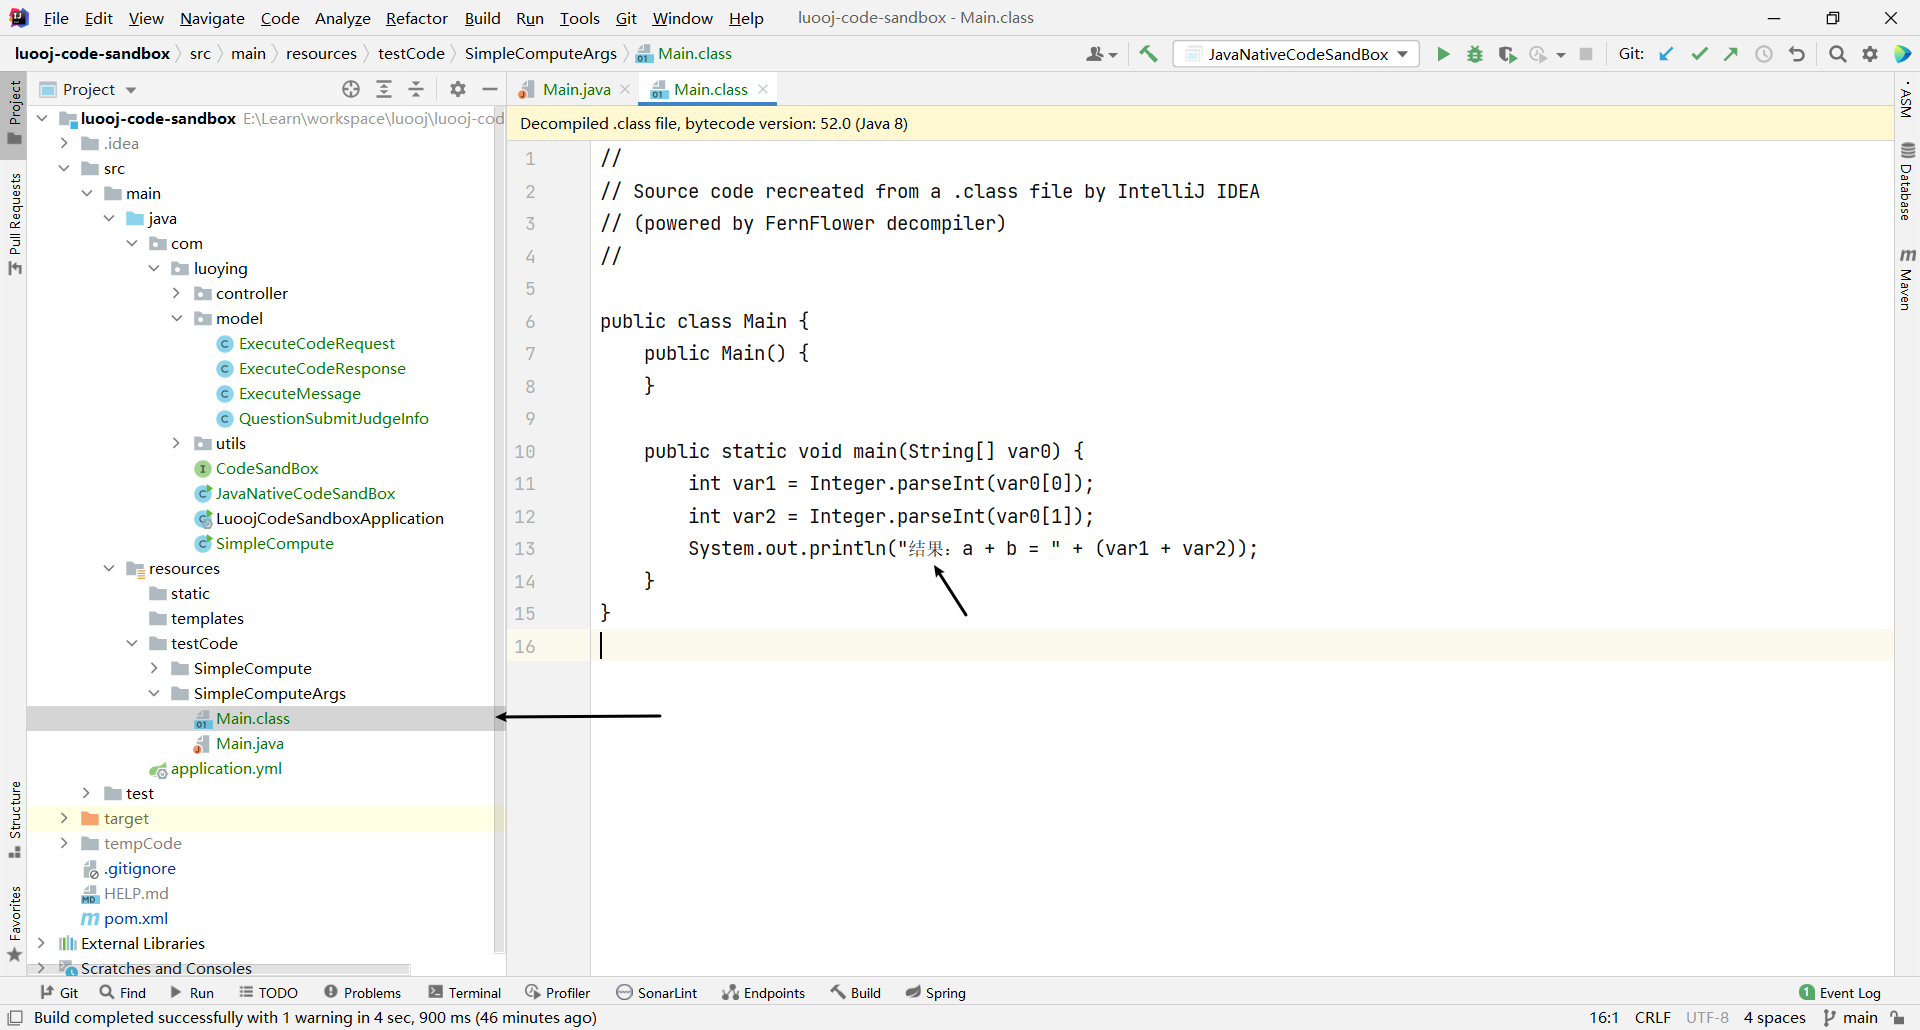 File Edit View Navigate Code Analyze Refactor Build Run Tools Git Window Help luooj-code-sandbox - Main.class
luooj-code-sandbox src main resources testCode SimpleComputeArgs Main.class
JavaNativeCodeSandBox
Git:
Project
Main.java
Main.class
Decompiled .class file, bytecode version: 52.0 (Java 8)
Project
Pull Requests
Structure
Favorites
luooj-code-sandbox E:\Learn\workspace\luooj\luooj-cod
.idea
src
main
java
com
luoying
controller
model
ExecuteCodeRequest
ExecuteCodeResponse
ExecuteMessage
QuestionSubmitJudgeInfo
utils
CodeSandBox
JavaNativeCodeSandBox
LuoojCodeSandboxApplication
SimpleCompute
resources
static
templates
testCode
SimpleCompute
SimpleComputeArgs
Main.class
Main.java
application.yml
test
target
tempCode
.gitignore
HELP.md
pom.xml
External Libraries
Scratches and Consoles
1 //
2 // Source code recreated from a .class file by IntelliJ IDEA
3 // (powered by FernFlower decompiler)
4 //
5
6 public class Main {
7 public Main() {
8 }
9
10 public static void main(String[] var0) {
11 int var1 = Integer.parseInt(var0[0]);
12 int var2 = Integer.parseInt(var0[1]);
13 System.out.println("结果：a + b = " + (var1 + var2));
14 }
15 }
16
ASM
Database
Maven
Git Find Run TODO Problems Terminal Profiler SonarLint Endpoints Build Spring
1 Event Log
Build completed successfully with 1 warning in 4 sec, 900 ms (46 minutes ago)
16:1 CRLF UTF-8 4 spaces main